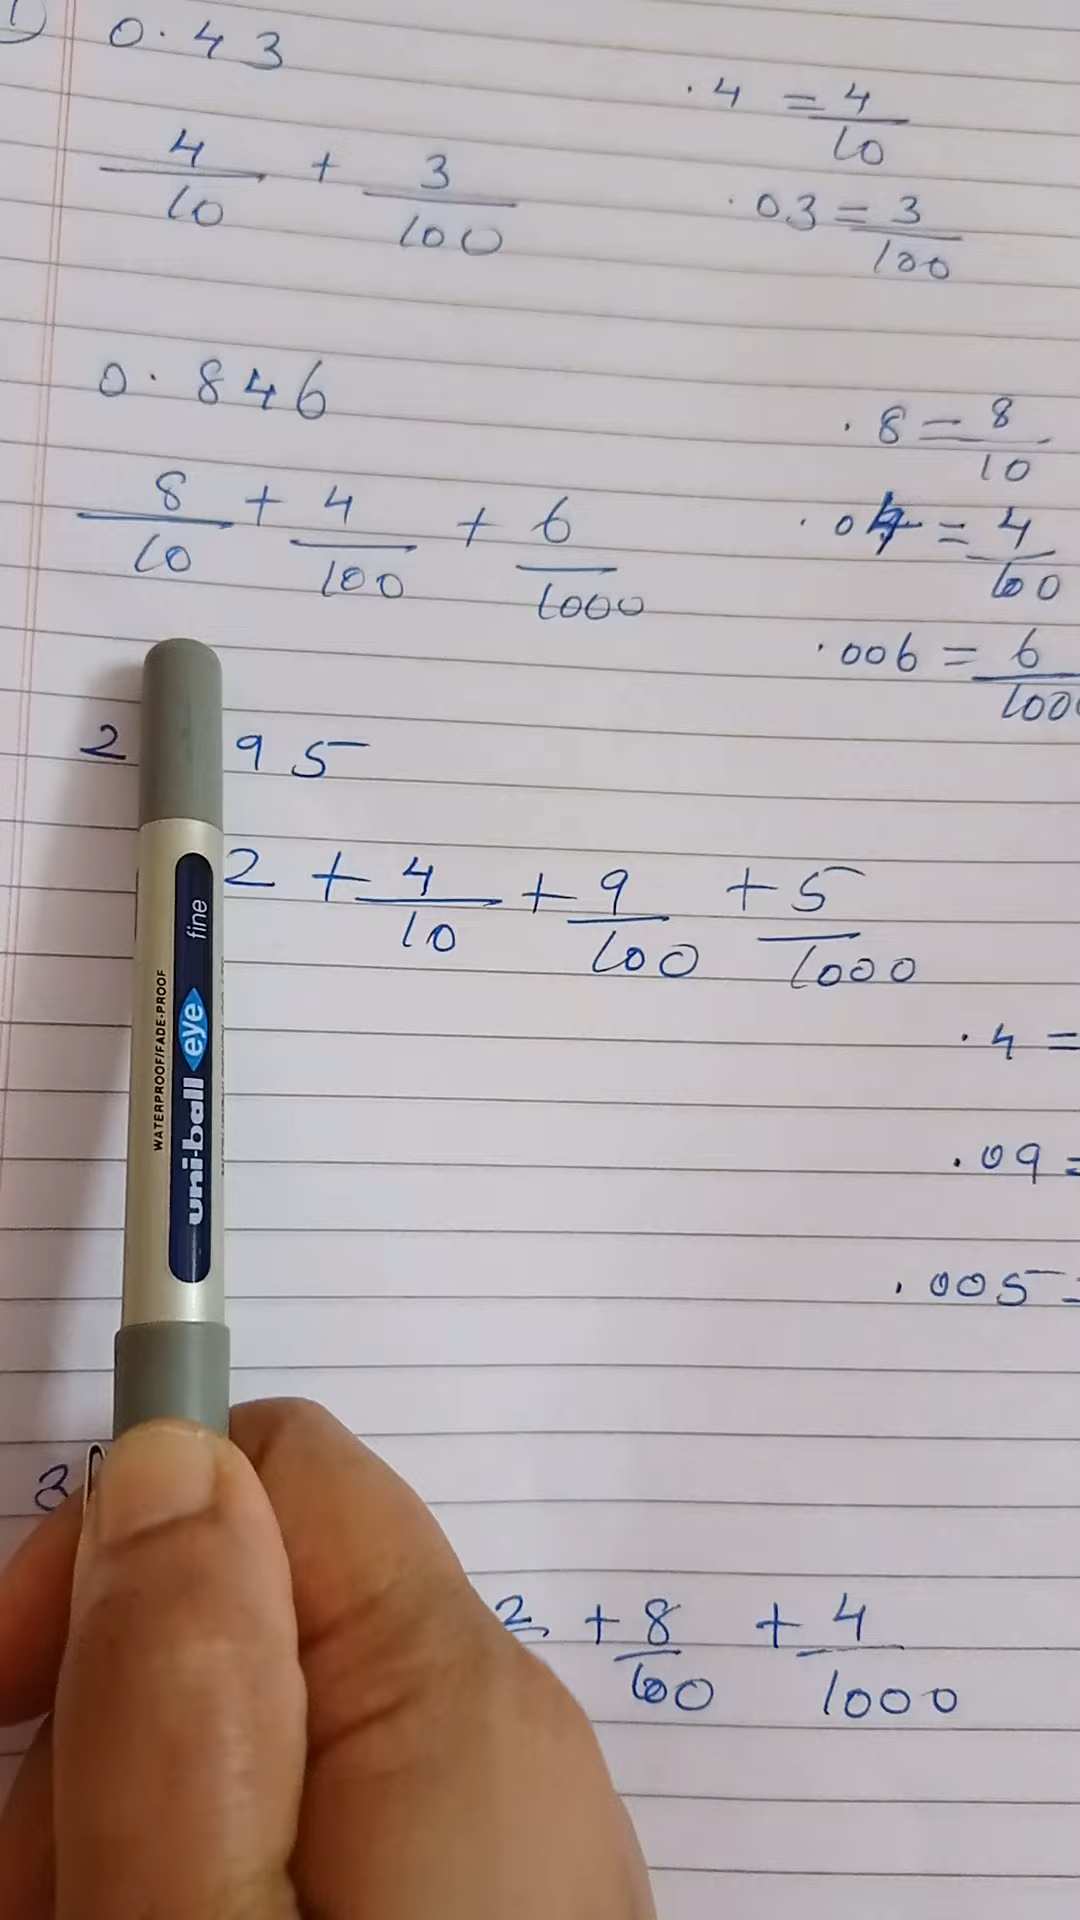 1) 0.43
.4 = 4/10
4/10 + 3/100
.03 = 3/100
0.846
.8 = 8/10
8/10 + 4/100 + 6/1000
.04 = 4/100
.006 = 6/100
2 95
2 + 4/10 + 9/100 + 5/1000
.4 =
.09 =
.005 =
2 + 8/100 + 4/1000
WATERPROOF/FADE-PROOF
uni-ball eye fine